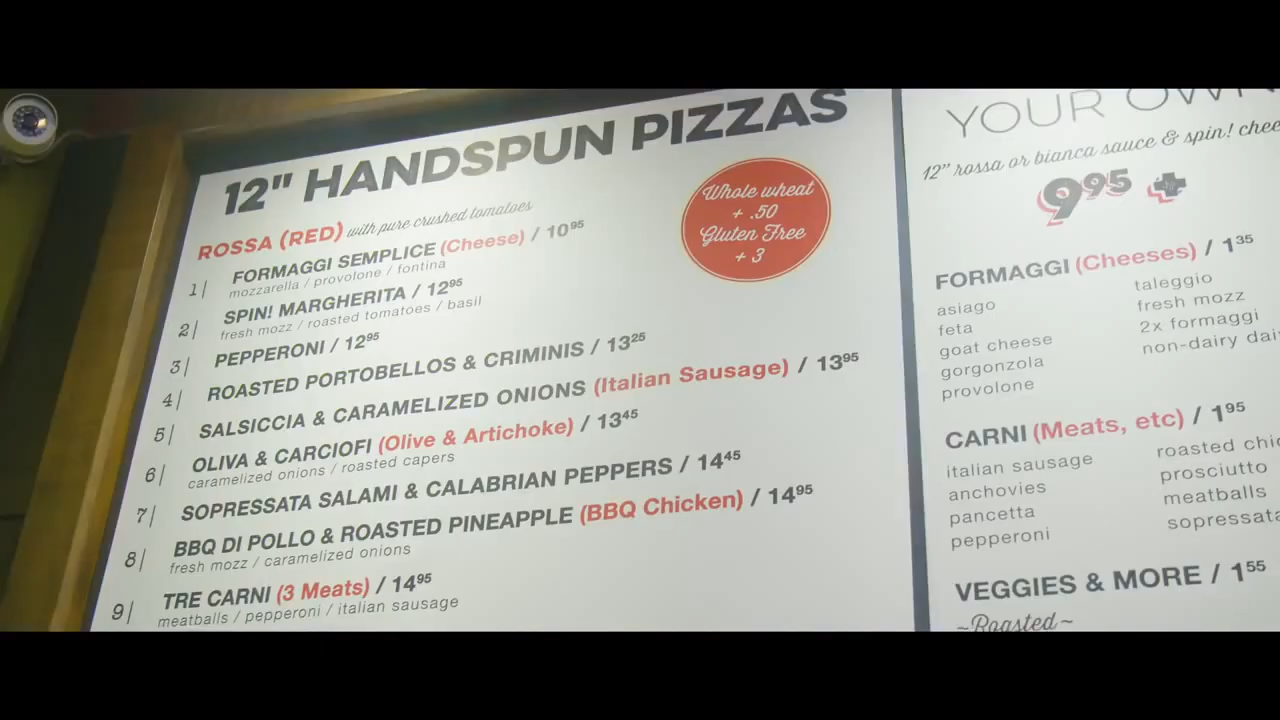 12" HANDSPUN PIZZAS
ROSSA (RED) with pure crushed tomatoes
Whole wheat
+ .50
Gluten Free
+ 3
1| FORMAGGI SEMPLICE (Cheese) / 10⁹⁵
mozzarella / provolone / fontina
2| SPIN! MARGHERITA / 12⁹⁵
fresh mozz / roasted tomatoes / basil
3| PEPPERONI / 12⁹⁵
4| ROASTED PORTOBELLOS & CRIMINIS / 13²⁵
5| SALSICCIA & CARAMELIZED ONIONS (Italian Sausage) / 13⁹⁵
6| OLIVA & CARCIOFI (Olive & Artichoke) / 13⁴⁵
caramelized onions / roasted capers
7| SOPRESSATA SALAMI & CALABRIAN PEPPERS / 14⁴⁵
8| BBQ DI POLLO & ROASTED PINEAPPLE (BBQ Chicken) / 14⁹⁵
fresh mozz / caramelized onions
9| TRE CARNI (3 Meats) / 14⁹⁵
meatballs / pepperoni / italian sausage
YOUR OWN
12" rossa or bianca sauce & spin! chee
9⁹⁵ +
FORMAGGI (Cheeses) / 1³⁵
asiago
feta
goat cheese
gorgonzola
provolone
taleggio
fresh mozz
2x formaggi
non-dairy dai
CARNI (Meats, etc) / 1⁹⁵
italian sausage
anchovies
pancetta
pepperoni
roasted chic
prosciutto
meatballs
sopressata
VEGGIES & MORE / 1⁵⁵
~Roasted~